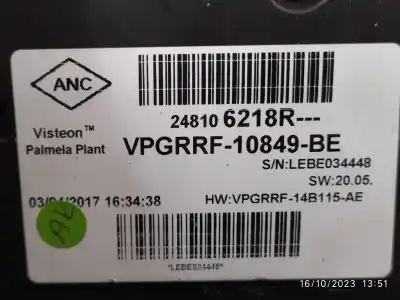 ANC
24810 6218R---
Visteon™
Palmela Plant
VPGRRF-10849-BE
S/N:LEBE034448
SW:20.05.
03/04/2017 16:34:38
HW:VPGRRF-14B115-AE
*LEBE034448*
16/10/2023 13:51